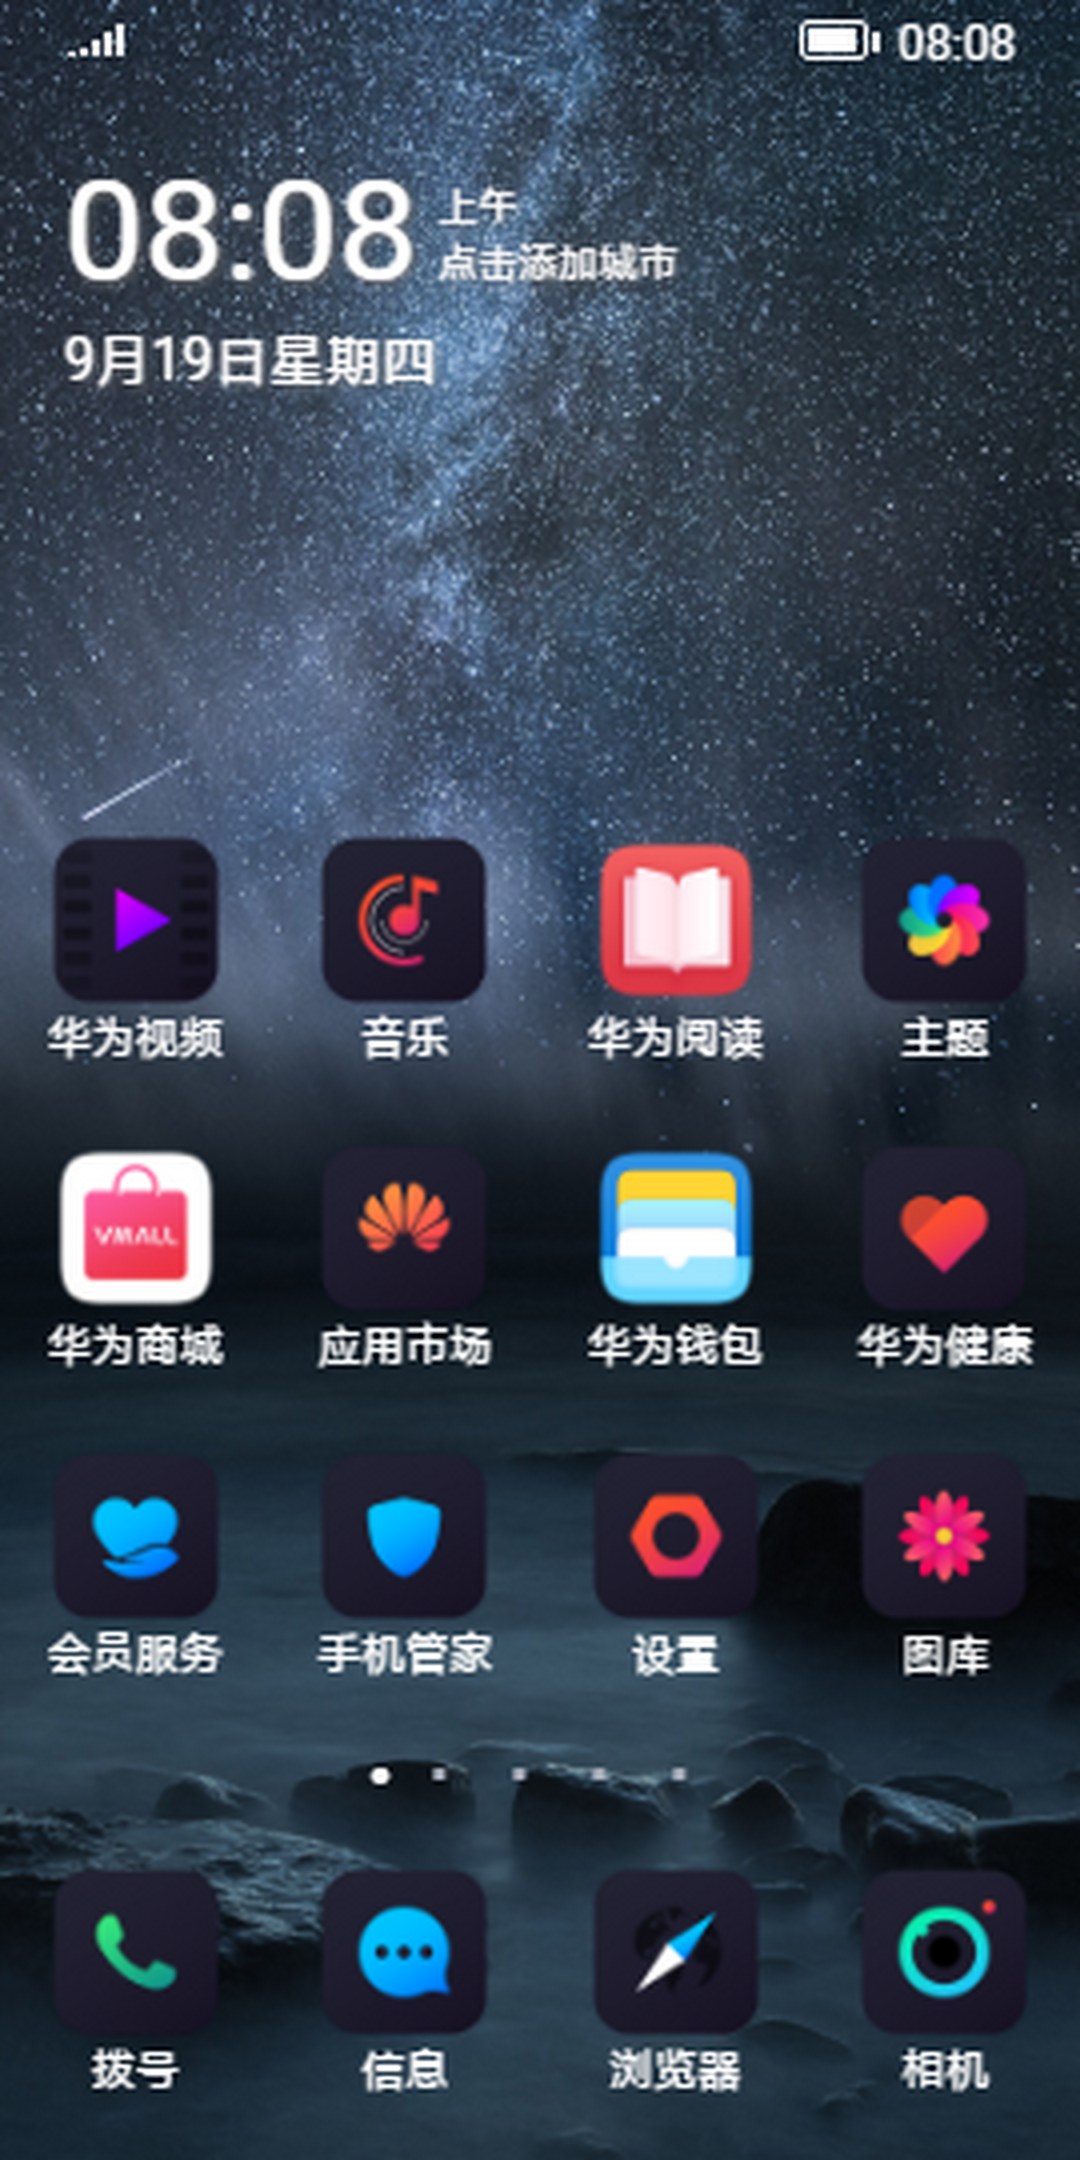 08:08
08:08
上午
点击添加城市
9月19日星期四
华为视频 音乐 华为阅读 主题
VMALL
华为商城 应用市场 华为钱包 华为健康
会员服务 手机管家 设置 图库
拨号 信息 浏览器 相机